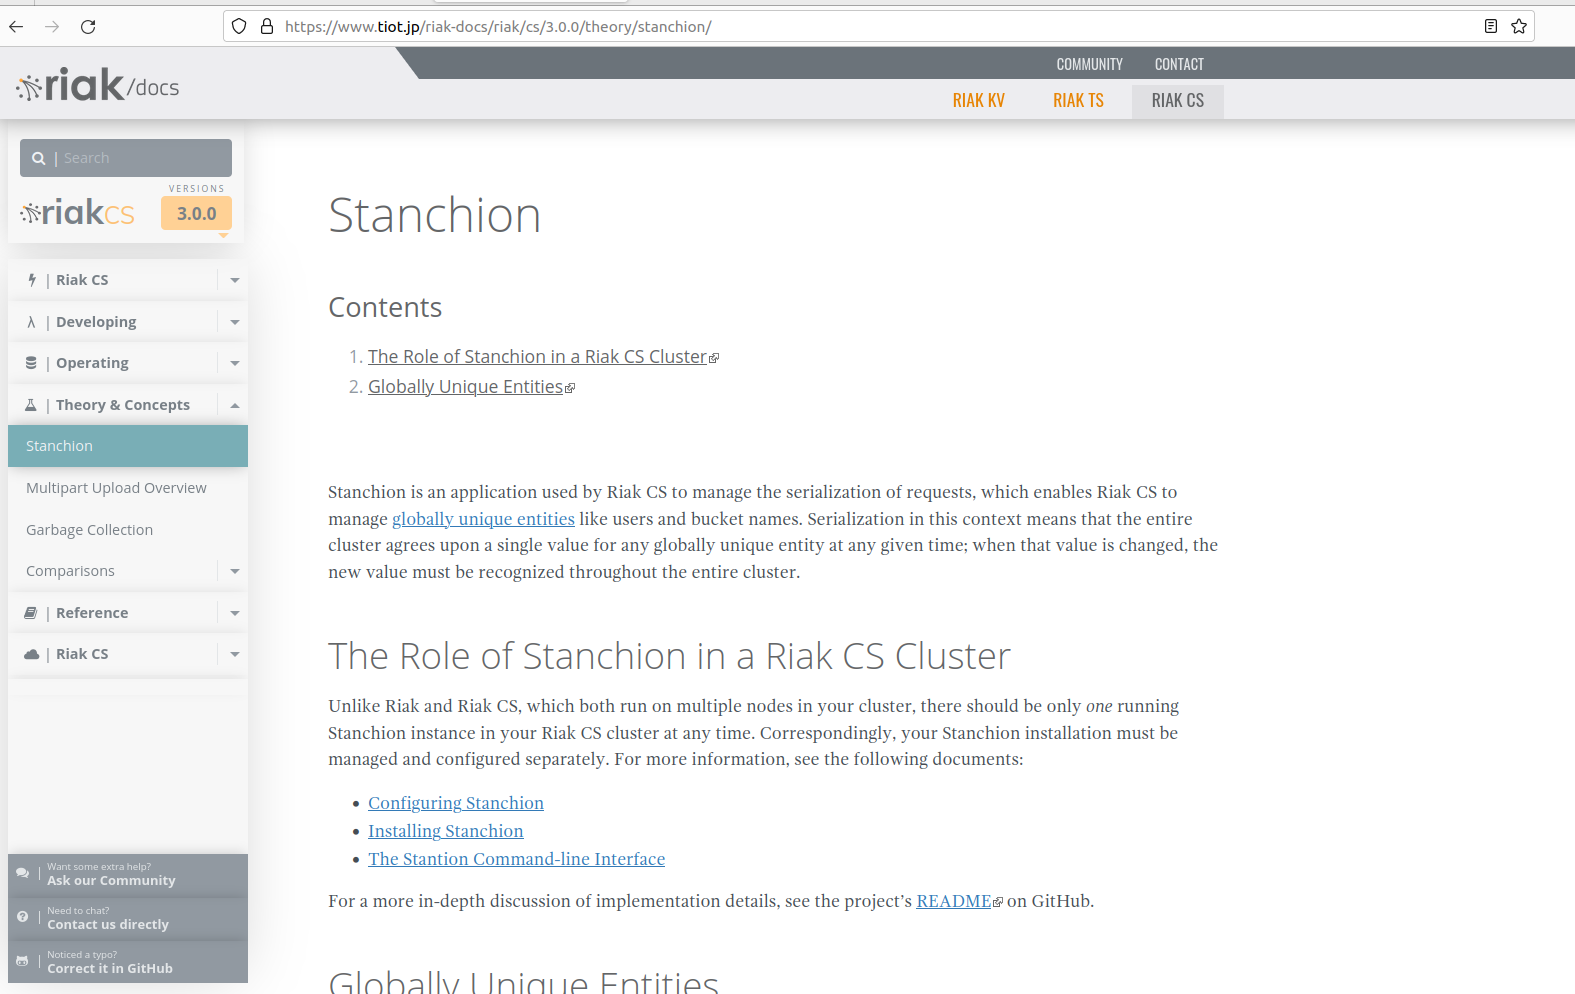 https://www.tiot.jp/riak-docs/riak/cs/3.0.0/theory/stanchion/
riak/docs
COMMUNITY CONTACT
RIAK KV RIAK TS RIAK CS
| Search
VERSIONS
riakcs 3.0.0
| Riak CS
λ | Developing
| Operating
| Theory & Concepts
Stanchion
Multipart Upload Overview
Garbage Collection
Comparisons
| Reference
| Riak CS
Want some extra help?
Ask our Community
Need to chat?
Contact us directly
Noticed a typo?
Correct it in GitHub
Stanchion
Contents
1. The Role of Stanchion in a Riak CS Cluster
2. Globally Unique Entities
Stanchion is an application used by Riak CS to manage the serialization of requests, which enables Riak CS to
manage globally unique entities like users and bucket names. Serialization in this context means that the entire
cluster agrees upon a single value for any globally unique entity at any given time; when that value is changed, the
new value must be recognized throughout the entire cluster.
The Role of Stanchion in a Riak CS Cluster
Unlike Riak and Riak CS, which both run on multiple nodes in your cluster, there should be only one running
Stanchion instance in your Riak CS cluster at any time. Correspondingly, your Stanchion installation must be
managed and configured separately. For more information, see the following documents:
• Configuring Stanchion
• Installing Stanchion
• The Stantion Command-line Interface
For a more in-depth discussion of implementation details, see the project's README on GitHub.
Globally Unique Entities